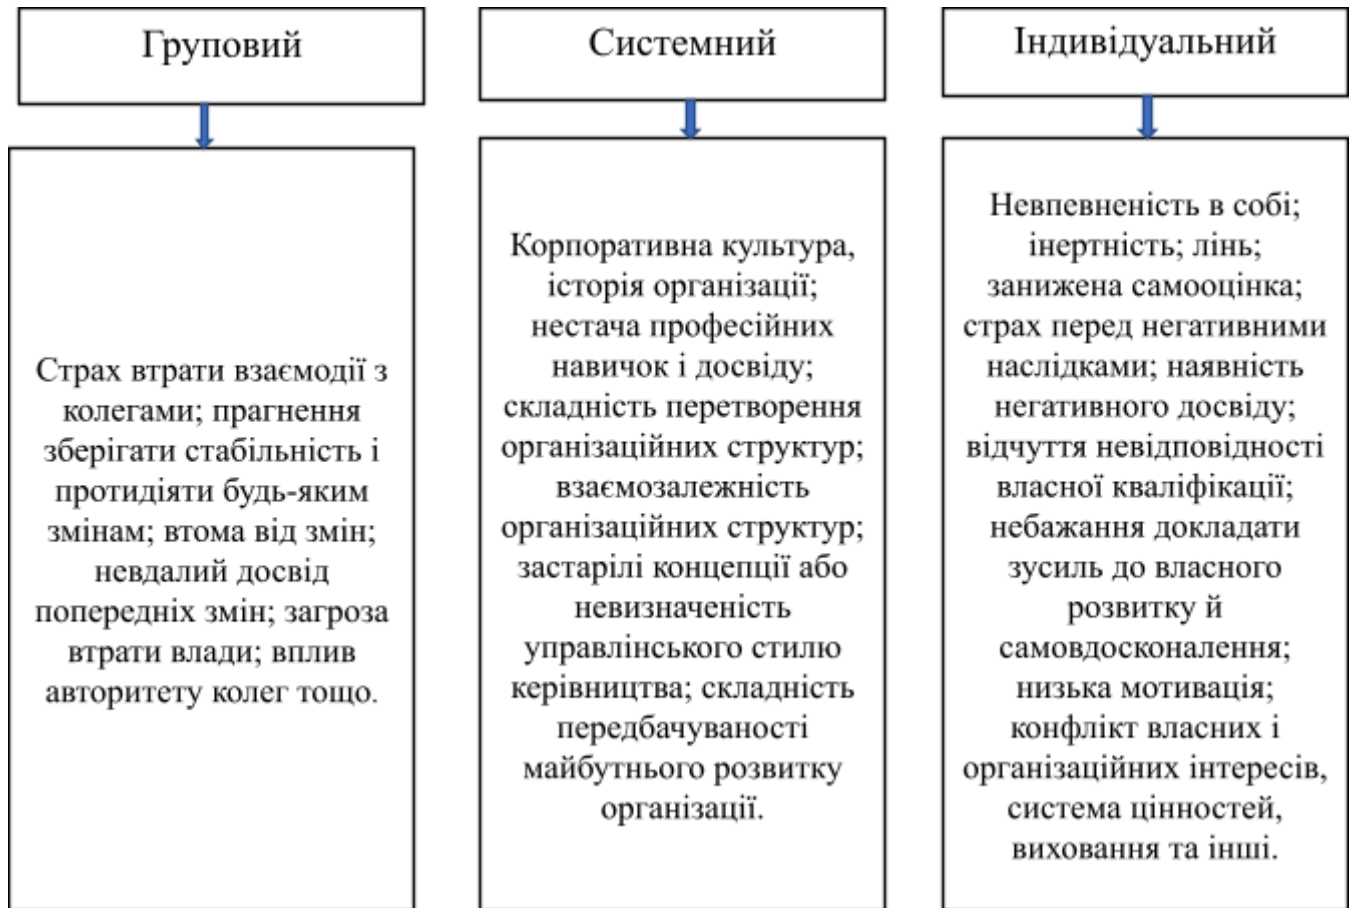 Груповий
Страх втрати взаємодії з
колегами; прагнення
зберігати стабільність і
протидіяти будь-яким
змінам; втома від змін;
невдалий досвід
попередніх змін; загроза
втрати влади; вплив
авторитету колег тощо.
Системний
Корпоративна культура,
історія організації;
нестача професійних
навичок і досвіду;
складність перетворення
організаційних структур;
взаємозалежність
організаційних структур;
застарілі концепції або
невизначеність
управлінського стилю
керівництва; складність
передбачуваності
майбутнього розвитку
організації.
Індивідуальний
Невпевненість в собі;
інертність; лінь;
занижена самооцінка;
страх перед негативними
наслідками; наявність
негативного досвіду;
відчуття невідповідності
власної кваліфікації;
небажання докладати
зусиль до власного
розвитку й
самовдосконалення;
низька мотивація;
конфлікт власних і
організаційних інтересів,
система цінностей,
виховання та інші.